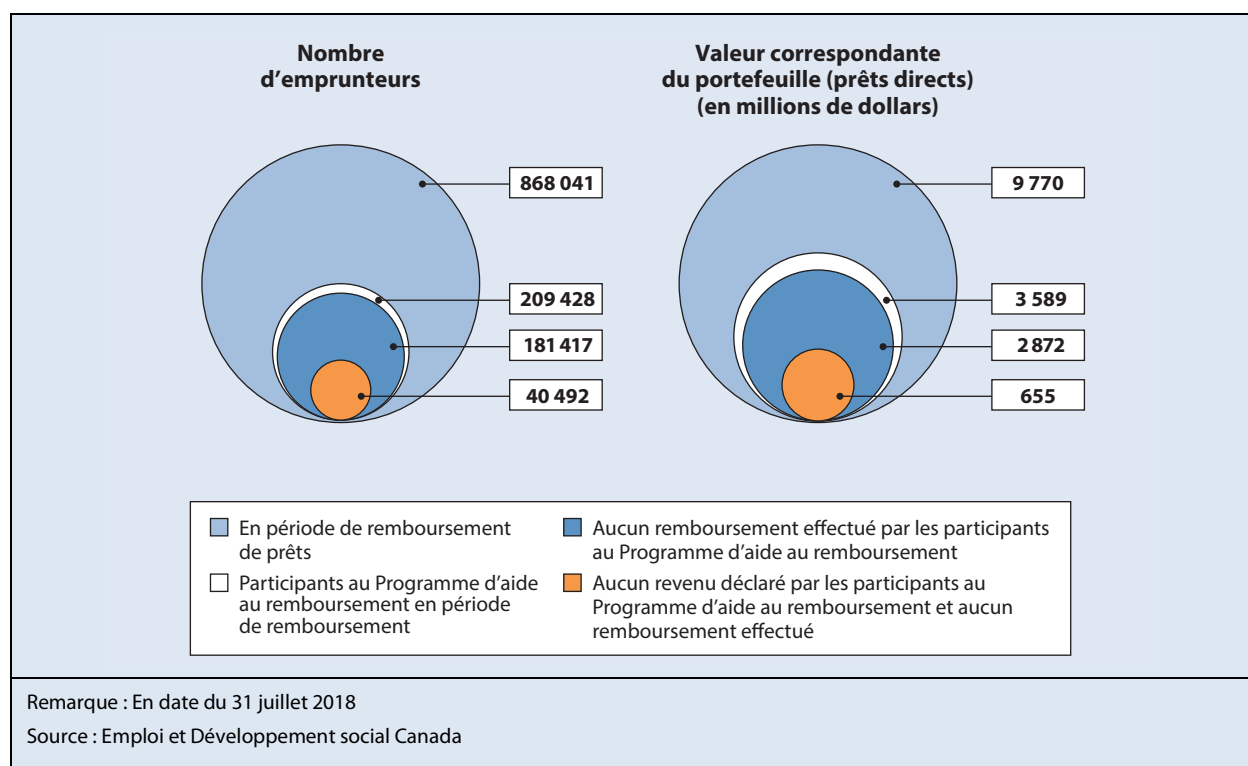 Nombre
d'emprunteurs
868 041
209 428
181 417
40 492
Valeur correspondante
du portefeuille (prêts directs)
(en millions de dollars)
9 770
3 589
2 872
655
En période de remboursement
de prêts
Participants au Programme d'aide
au remboursement en période
de remboursement
Aucun remboursement effectué par les participants
au Programme d'aide au remboursement
Aucun revenu déclaré par les participants au
Programme d'aide au remboursement et aucun
remboursement effectué
Remarque : En date du 31 juillet 2018
Source : Emploi et Développement social Canada